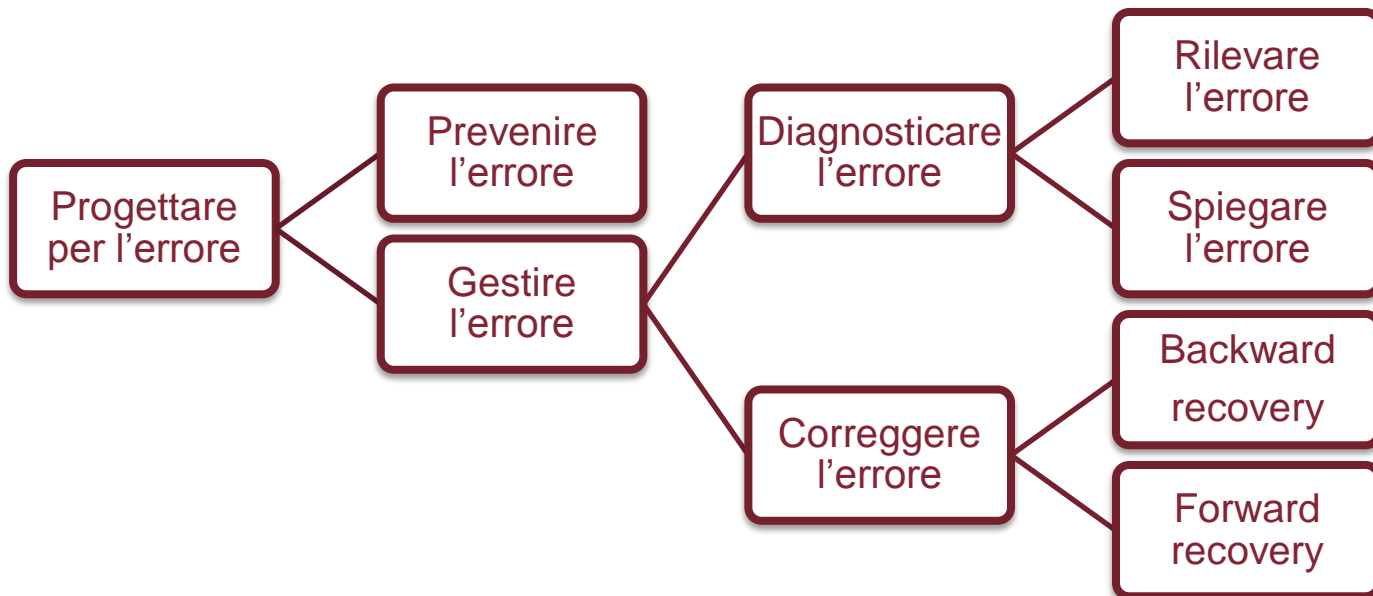 Progettare
per l’errore
Prevenire
l’errore
Gestire
l’errore
Diagnosticare
l’errore
Correggere
l’errore
Rilevare
l’errore
Spiegare
l’errore
Backward
recovery
Forward
recovery